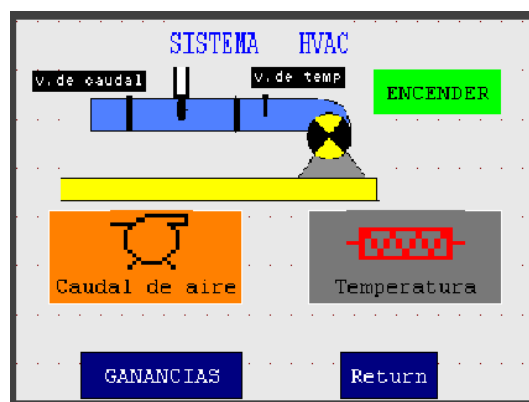 SISTEMA HVAC
v.de caudal
v.de temp
ENCENDER
Caudal de aire
Temperatura
GANANCIAS
Return